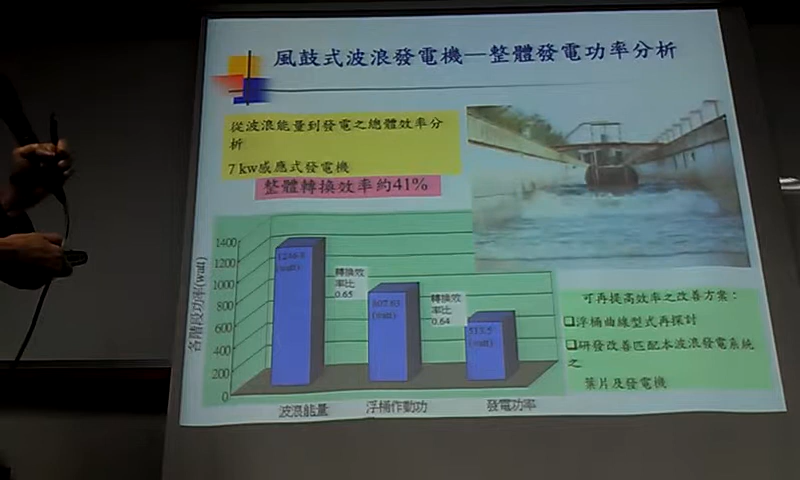 風鼓式波浪發電機—整體發電功率分析
從波浪能量到發電之總體效率分
析
7 kw感應式發電機
整體轉換效率約41%
各階段功率(watt)
1400
1200
1000
800
600
400
200
0
(watt)
轉換效
率比
0.65
807.63
(watt)
轉換效
率比
0.64
513.5
(watt)
波浪能量
浮桶作動功
發電功率
可再提高效率之改善方案：
❑浮桶曲線型式再探討
❑研發改善匹配本波浪發電系統
之
葉片及發電機